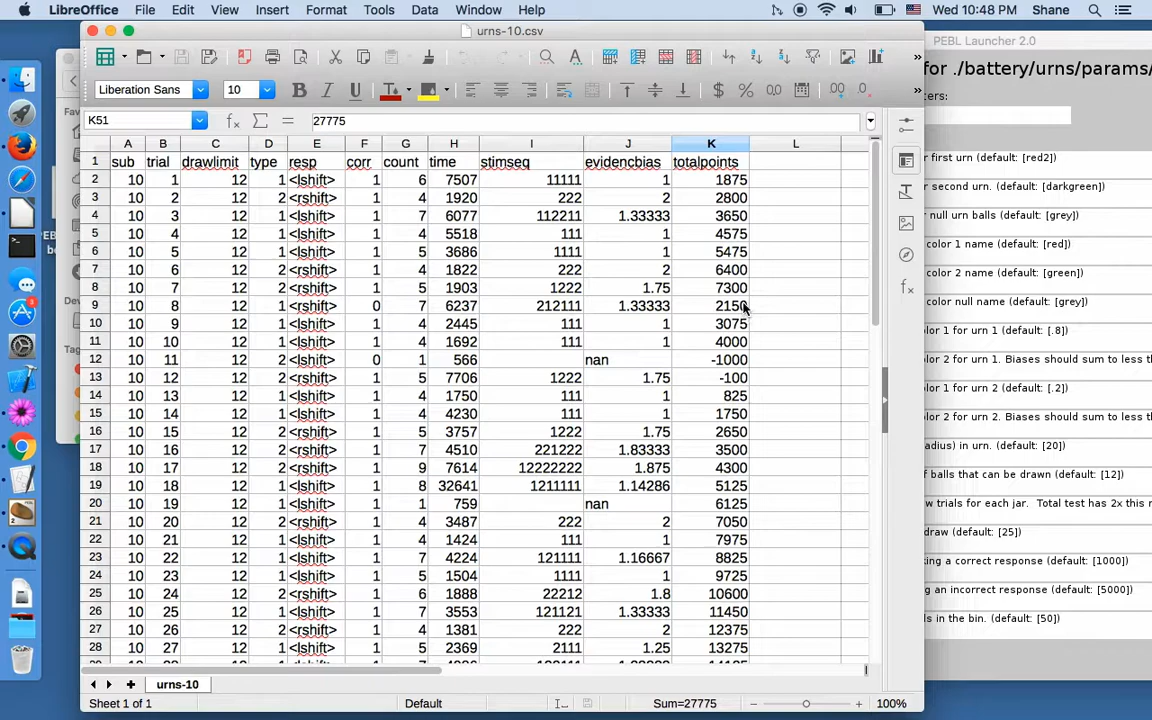 LibreOffice File Edit View Insert Format Tools Data Window Help Wed 10:48 PM Shane
urns-10.csv
PEBL Launcher 2.0
Liberation Sans 10
for ./battery/urns/params/
K51 27775
A B C D E F G H I J K L
1 sub trial drawlimit type resp corr count time stimseq evidencbias totalpoints
2 10 1 12 1 <lshift> 1 6 7507 11111 1 1875
3 10 2 12 2 <rshift> 1 4 1920 222 2 2800
4 10 3 12 1 <lshift> 1 7 6077 112211 1.33333 3650
5 10 4 12 1 <lshift> 1 4 5518 111 1 4575
6 10 5 12 1 <lshift> 1 5 3686 1111 1 5475
7 10 6 12 2 <rshift> 1 4 1822 222 2 6400
8 10 7 12 2 <rshift> 1 5 1903 1222 1.75 7300
9 10 8 12 1 <rshift> 0 7 6237 212111 1.33333 2150
10 10 9 12 1 <lshift> 1 4 2445 111 1 3075
11 10 10 12 1 <lshift> 1 4 1692 111 1 4000
12 10 11 12 2 <lshift> 0 1 566 nan -1000
13 10 12 12 2 <rshift> 1 5 7706 1222 1.75 -100
14 10 13 12 1 <lshift> 1 4 1750 111 1 825
15 10 14 12 1 <lshift> 1 4 4230 111 1 1750
16 10 15 12 2 <rshift> 1 5 3757 1222 1.75 2650
17 10 16 12 2 <rshift> 1 7 4510 221222 1.83333 3500
18 10 17 12 2 <rshift> 1 9 7614 12222222 1.875 4300
19 10 18 12 1 <lshift> 1 8 32641 1211111 1.14286 5125
20 10 19 12 1 <lshift> 1 1 759 nan 6125
21 10 20 12 2 <rshift> 1 4 3487 222 2 7050
22 10 21 12 1 <lshift> 1 4 1424 111 1 7975
23 10 22 12 1 <lshift> 1 7 4224 121111 1.16667 8825
24 10 23 12 1 <lshift> 1 5 1504 1111 1 9725
25 10 24 12 2 <rshift> 1 6 1888 22212 1.8 10600
26 10 25 12 1 <lshift> 1 7 3553 121121 1.33333 11450
27 10 26 12 2 <rshift> 1 4 1381 222 2 12375
28 10 27 12 1 <lshift> 1 5 2369 2111 1.25 13275
urns-10
Sheet 1 of 1 Default Sum=27775 100%
r first urn (default: [red2])
r second urn. (default: [darkgreen])
r null urn balls (default: [grey])
color 1 name (default: [red])
color 2 name (default: [green])
color null name (default: [grey])
olor 1 for urn 1 (default: [.8])
olor 2 for urn 1. Biases should sum to less t
olor 1 for urn 2 (default: [.2])
olor 2 for urn 2. Biases should sum to less t
adius) in urn. (default: [20])
f balls that can be drawn (default: [12])
w trials for each jar. Total test has 2x this n
draw (default: [25])
king a correct response (default: [1000])
ng an incorrect response (default: [5000])
ls in the bin. (default: [50])